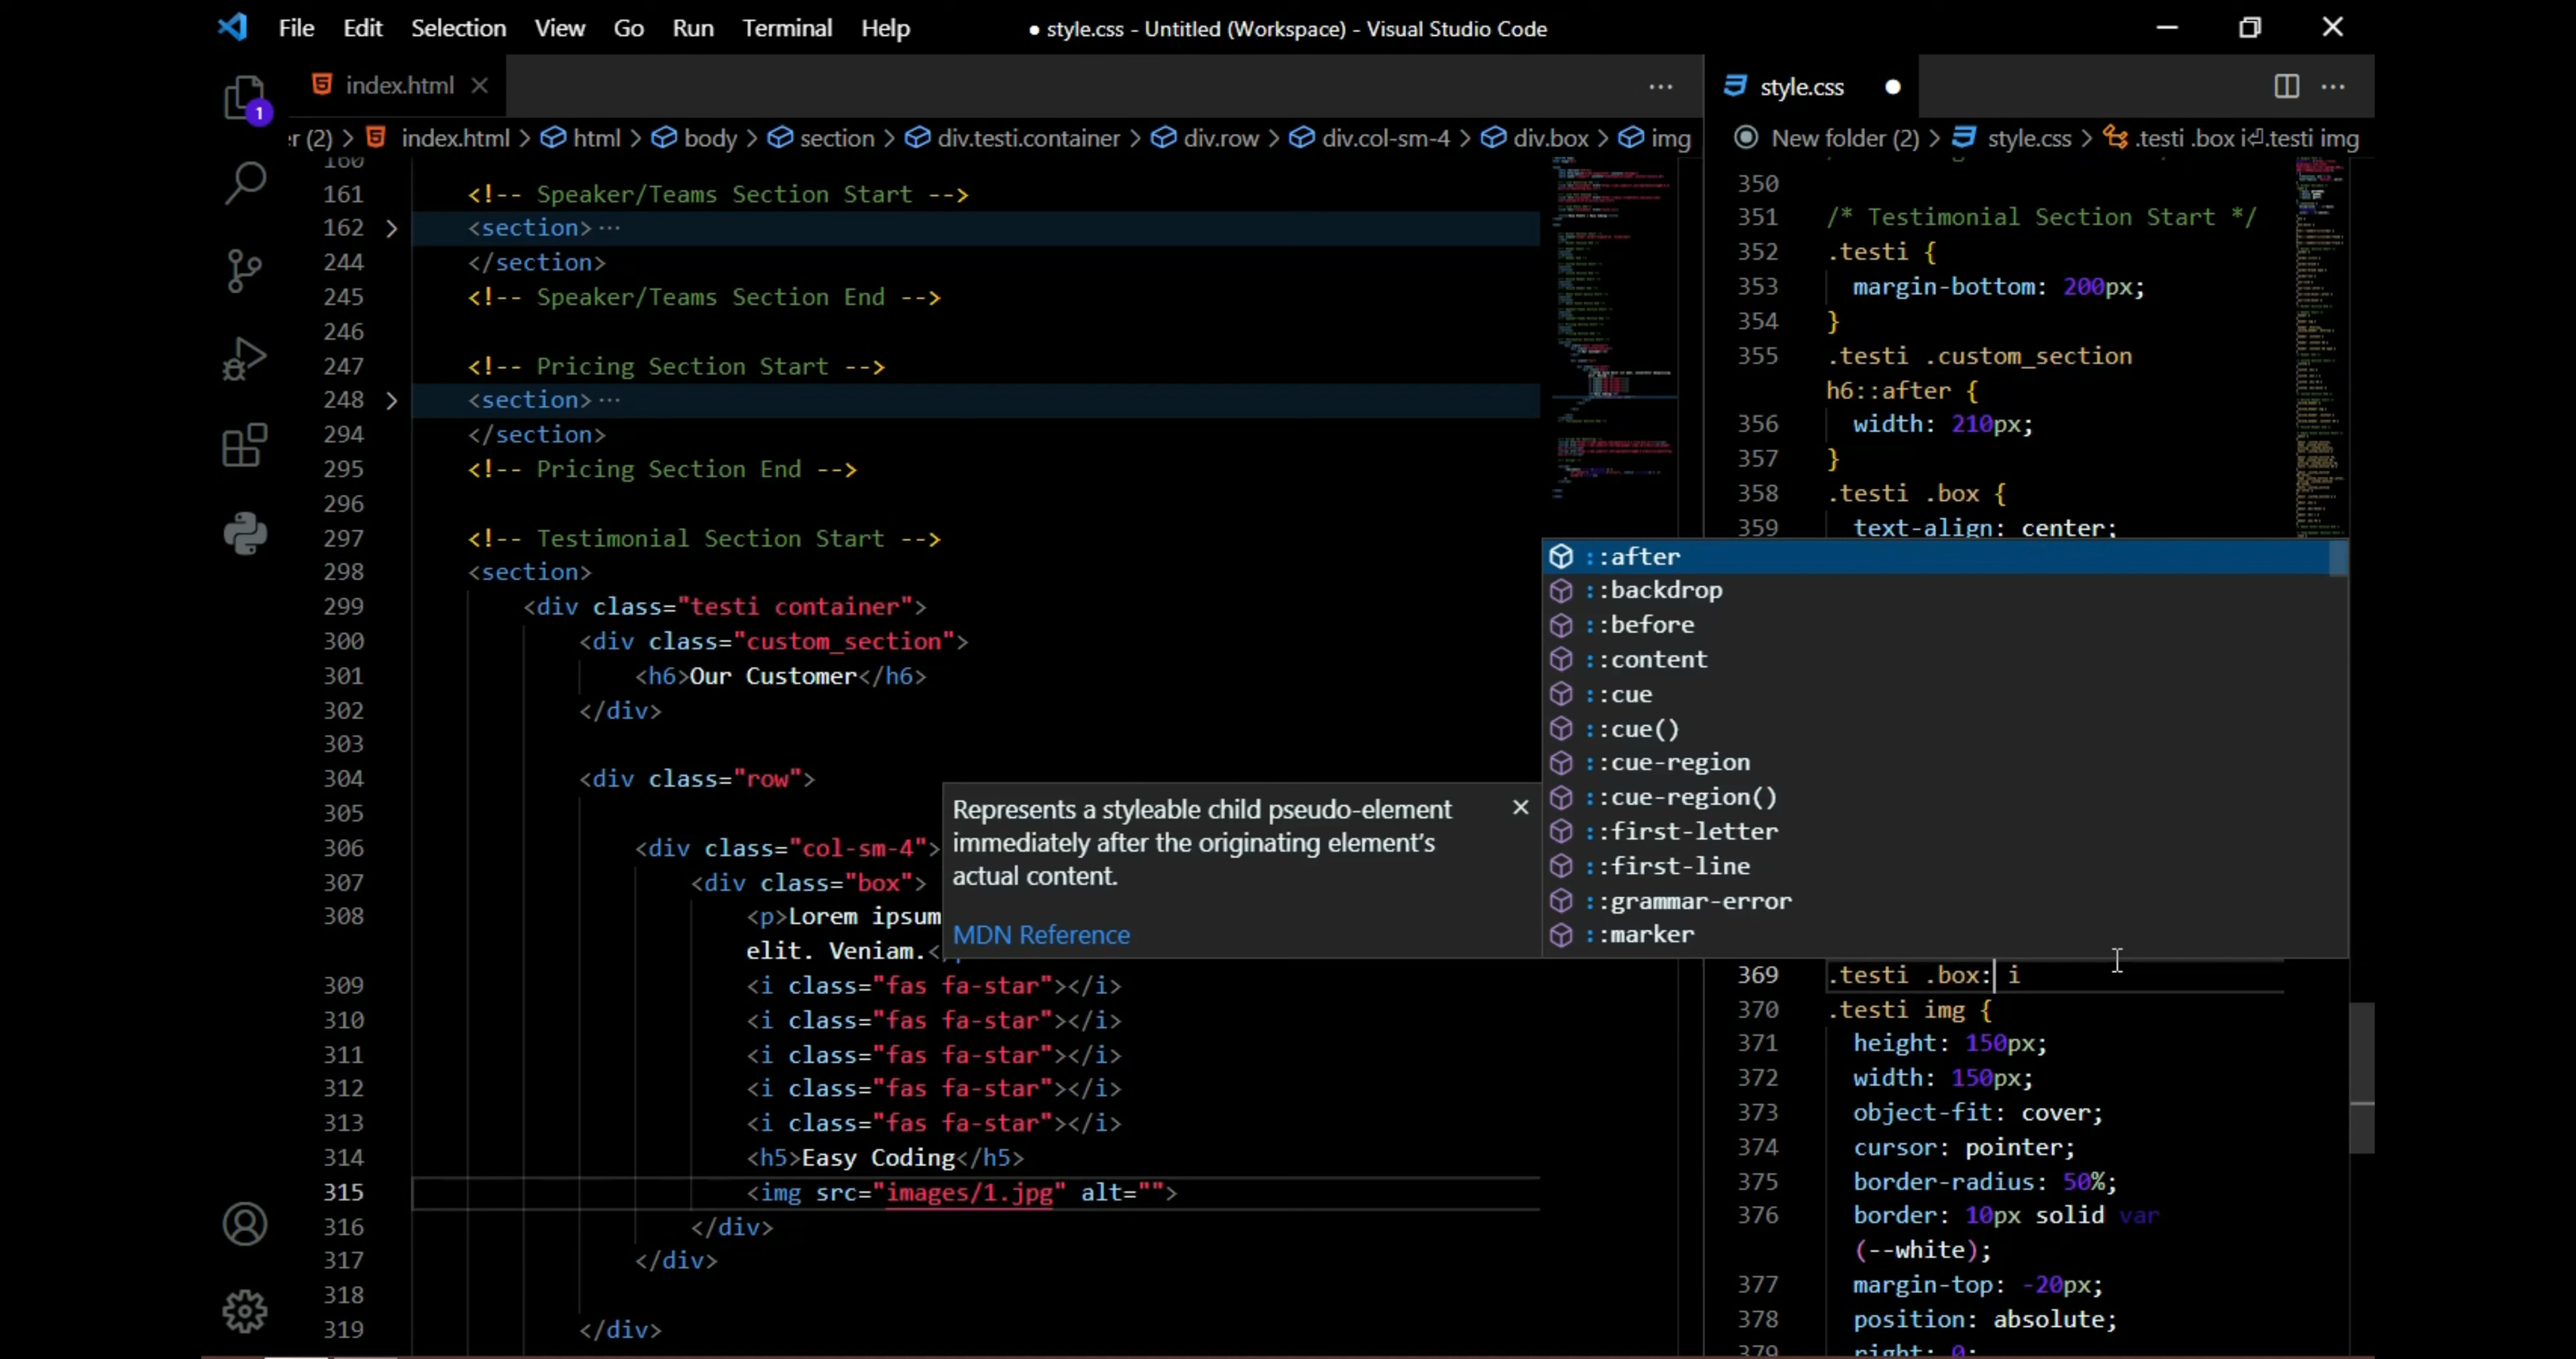 File Edit Selection View Go Run Terminal Help
● style.css - Untitled (Workspace) - Visual Studio Code
1
index.html
er (2) > index.html > html > body > section > div.testi.container > div.row > div.col-sm-4 > div.box > img
160
161 <!-- Speaker/Teams Section Start -->
162 <section>...
244 </section>
245 <!-- Speaker/Teams Section End -->
246
247 <!-- Pricing Section Start -->
248 <section>...
294 </section>
295 <!-- Pricing Section End -->
296
297 <!-- Testimonial Section Start -->
298 <section>
299 <div class="testi container">
300 <div class="custom_section">
301 <h6>Our Customer</h6>
302 </div>
303
304 <div class="row">
305
306 <div class="col-sm-4">
307 <div class="box">
308 <p>Lorem ipsum
elit. Veniam.<
309 <i class="fas fa-star"></i>
310 <i class="fas fa-star"></i>
311 <i class="fas fa-star"></i>
312 <i class="fas fa-star"></i>
313 <i class="fas fa-star"></i>
314 <h5>Easy Coding</h5>
315 <img src="images/1.jpg" alt="">
316 </div>
317 </div>
318
319 </div>
Represents a styleable child pseudo-element
immediately after the originating element's
actual content.
MDN Reference
style.css
New folder (2) > style.css > .testi .box i⏎.testi img
350
351 /* Testimonial Section Start */
352 .testi {
353 margin-bottom: 200px;
354 }
355 .testi .custom_section
h6::after {
356 width: 210px;
357 }
358 .testi .box {
359 text-align: center;
::after
::backdrop
::before
::content
::cue
::cue()
::cue-region
::cue-region()
::first-letter
::first-line
::grammar-error
::marker
369 .testi .box: i
370 .testi img {
371 height: 150px;
372 width: 150px;
373 object-fit: cover;
374 cursor: pointer;
375 border-radius: 50%;
376 border: 10px solid var
(--white);
377 margin-top: -20px;
378 position: absolute;
379 right: 0;